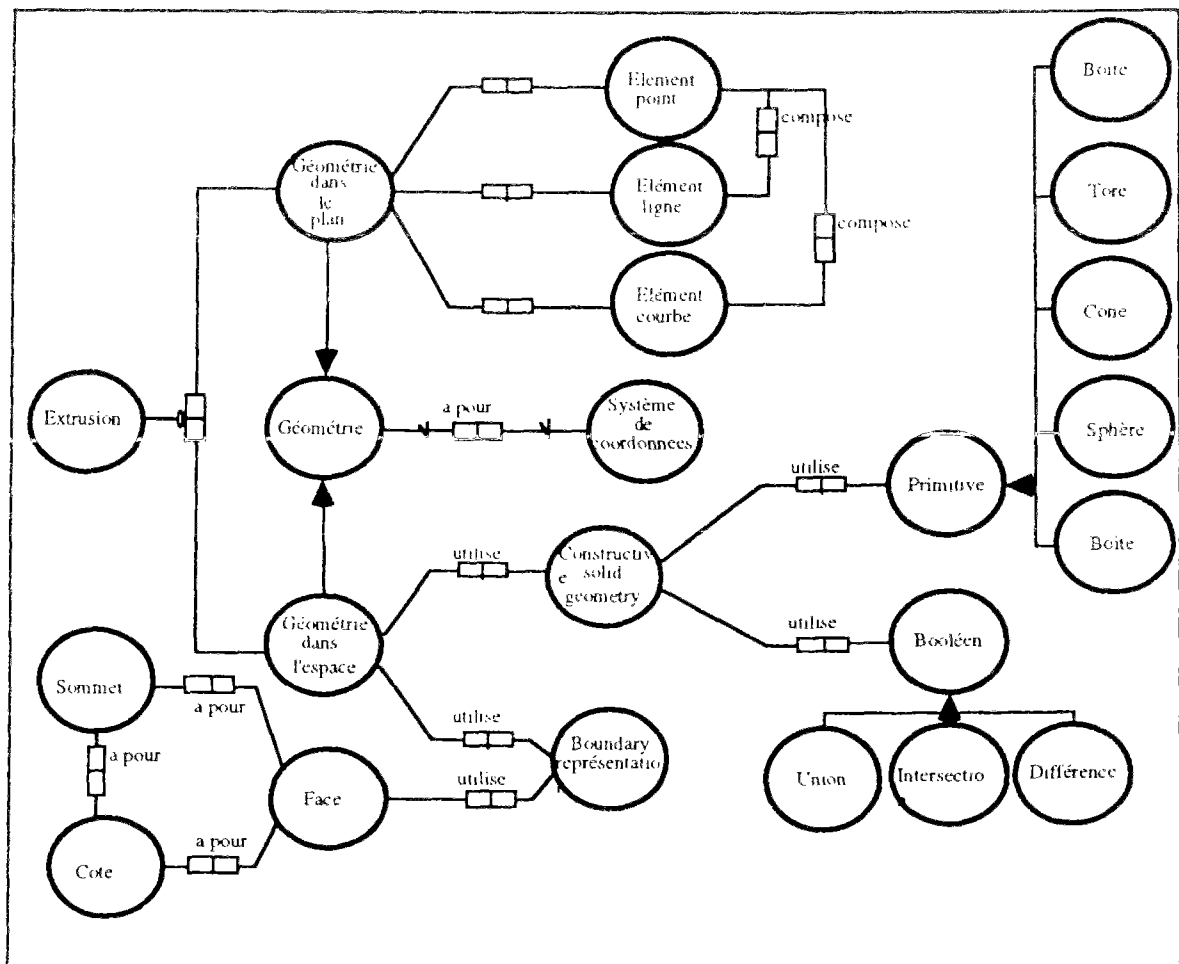 Boite
Element
point
compose
Géométrie
dans
le
plan
Elément
ligne
Tore
compose
Elément
courbe
Cone
Extrusion
Géométrie
a pour
Système
de
coordonnées
Sphère
utilise
Primitive
utilise
Constructiv
e solid
geometry
Boite
Géométrie
dans
l'espace
utilise
Booléen
Sommet
a pour
utilise
a pour
Boundary
représentatio
Union
Intersectio
Différence
Face
utilise
a pour
Cote